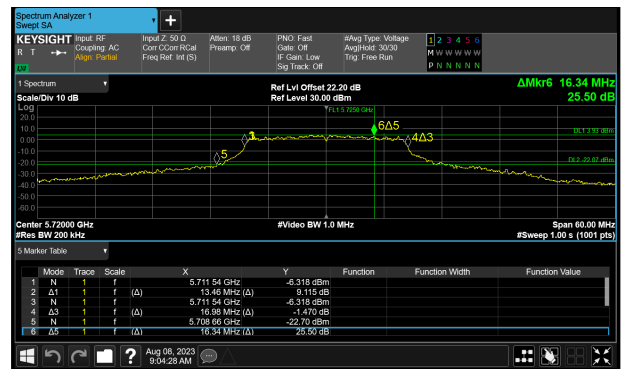 Spectrum Analyzer 1
Swept SA
+
KEYSIGHT
R T
LXI
Input: RF
Coupling: AC
Align: Partial
Input Z: 50 Ω
Corr CCorr RCal
Freq Ref: Int (S)
Atten: 18 dB
Preamp: Off
PNO: Fast
Gate: Off
IF Gain: Low
Sig Track: Off
#Avg Type: Voltage
Avg|Hold: 30/30
Trig: Free Run
1 2 3 4 5 6
M W W W W W
P N N N N N
1 Spectrum
Scale/Div 10 dB
Ref Lvl Offset 22.20 dB
Ref Level 30.00 dBm
ΔMkr6 16.34 MHz
25.50 dB
Log
FL1 5.7250 GHz
20.0
10.0
0.00
-10.0
-20.0
-30.0
-40.0
-50.0
-60.0
6Δ5
4Δ3
5
DL1 3.93 dBm
DL2 -22.07 dBm
Center 5.72000 GHz
#Res BW 200 kHz
#Video BW 1.0 MHz
Span 60.00 MHz
#Sweep 1.00 s (1001 pts)
5 Marker Table
Mode Trace Scale X Y Function Function Width Function Value
1 N 1 f 5.711 54 GHz -6.318 dBm
2 Δ1 1 f (Δ) 13.46 MHz (Δ) 9.115 dB
3 N 1 f 5.711 54 GHz -6.318 dBm
4 Δ3 1 f (Δ) 16.98 MHz (Δ) -1.470 dB
5 N 1 f 5.708 66 GHz -22.70 dBm
6 Δ5 1 f (Δ) 16.34 MHz (Δ) 25.50 dB
?
Aug 08, 2023
9:04:28 AM